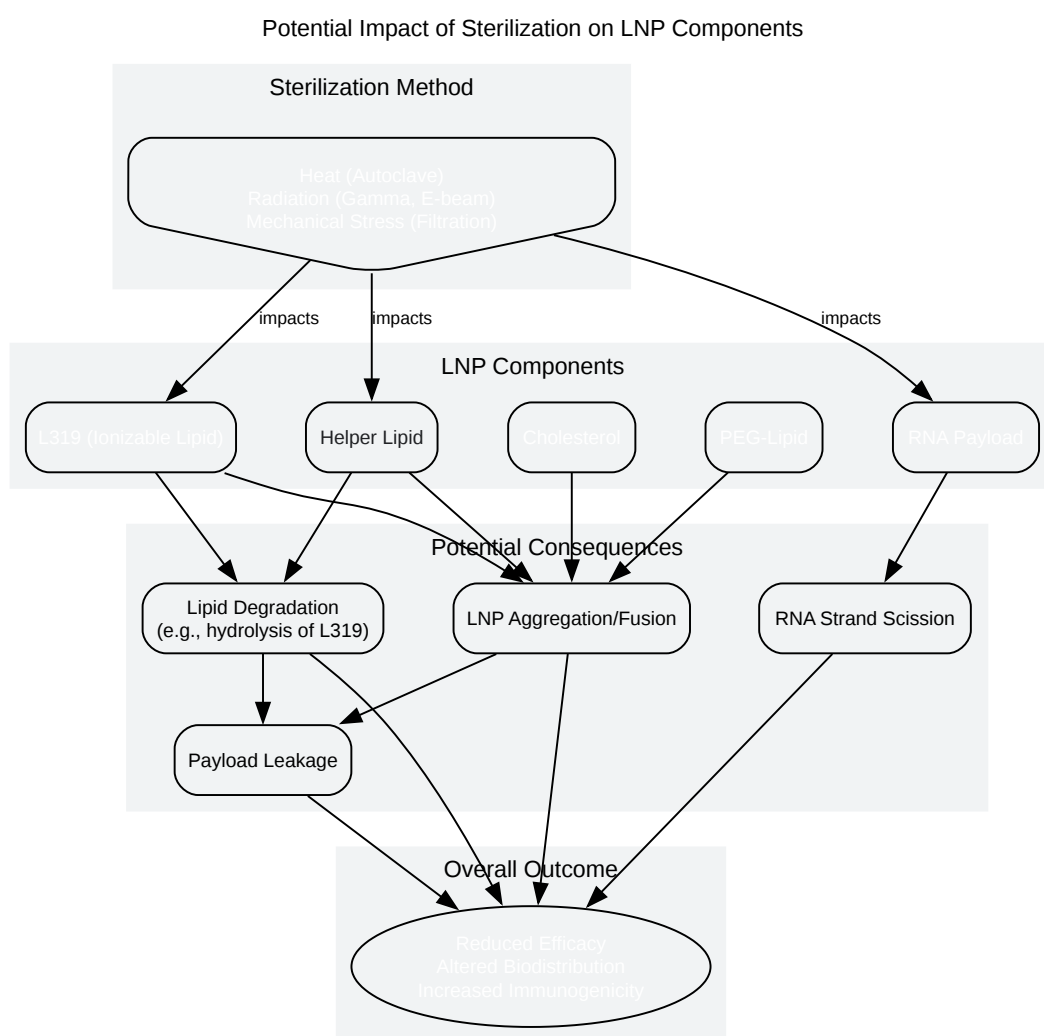 Potential Impact of Sterilization on LNP Components
Sterilization Method
Heat (Autoclave)
Radiation (Gamma, E-beam)
Mechanical Stress (Filtration)
impacts
impacts
impacts
LNP Components
L319 (Ionizable Lipid)
Helper Lipid
Cholesterol
PEG-Lipid
RNA Payload
Potential Consequences
Lipid Degradation
(e.g., hydrolysis of L319)
LNP Aggregation/Fusion
RNA Strand Scission
Payload Leakage
Overall Outcome
Reduced Efficacy
Altered Biodistribution
Increased Immunogenicity